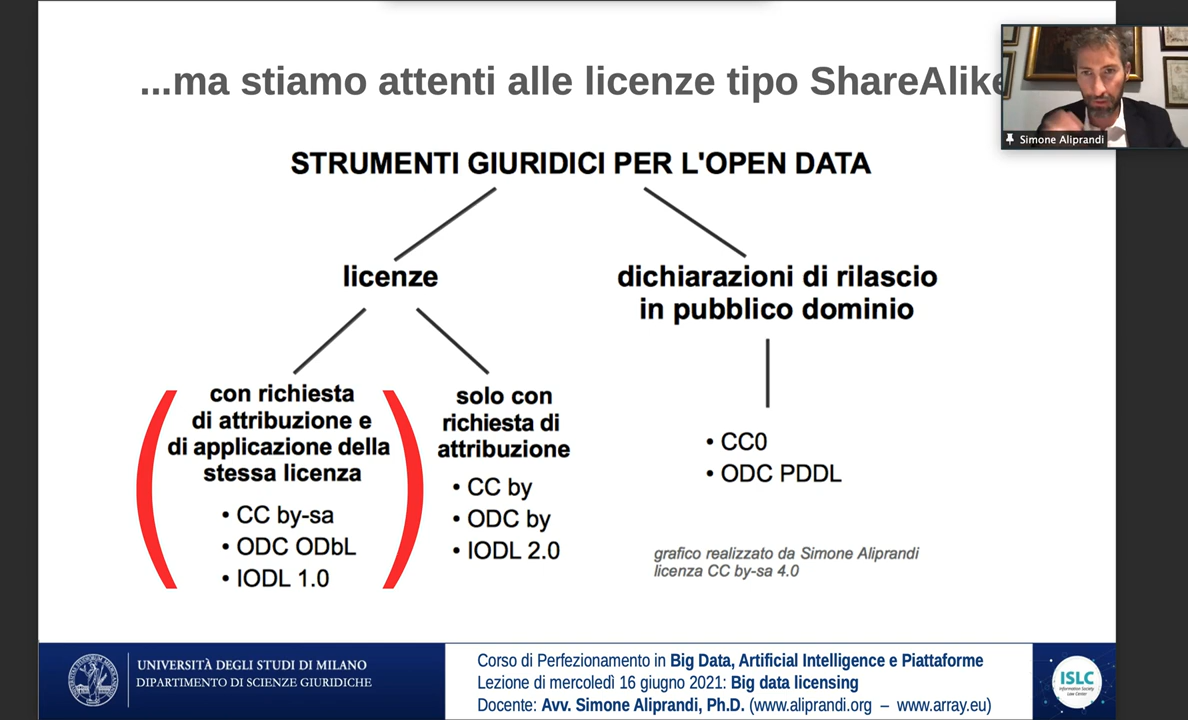 ...ma stiamo attenti alle licenze tipo ShareAlike
Simone Aliprandi
STRUMENTI GIURIDICI PER L'OPEN DATA
licenze
dichiarazioni di rilascio
in pubblico dominio
con richiesta
di attribuzione e
di applicazione della
stessa licenza
• CC by-sa
• ODC ODbL
• IODL 1.0
solo con
richiesta di
attribuzione
• CC by
• ODC by
• IODL 2.0
• CC0
• ODC PDDL
grafico realizzato da Simone Aliprandi
licenza CC by-sa 4.0
UNIVERSITÀ DEGLI STUDI DI MILANO
DIPARTIMENTO DI SCIENZE GIURIDICHE
Corso di Perfezionamento in Big Data, Artificial Intelligence e Piattaforme
Lezione di mercoledì 16 giugno 2021: Big data licensing
Docente: Avv. Simone Aliprandi, Ph.D. (www.aliprandi.org – www.array.eu)
ISLC
Information Society
Law Center